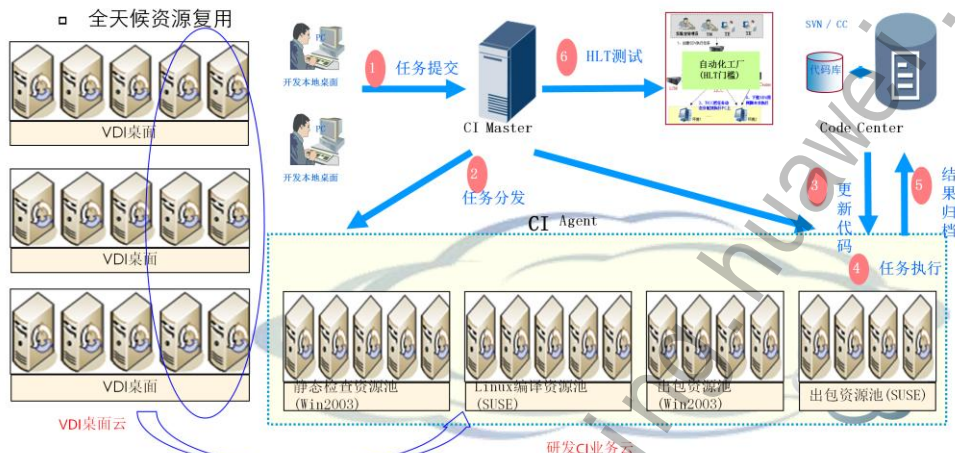 ▫ 全天候资源复用
VDI桌面
VDI桌面
VDI桌面
VDI桌面云
PC
开发本地桌面
PC
开发本地桌面
1 任务提交
CI Master
6 HLT测试
自动化工厂
(HLT门槛)
SVN / CC
代码库
Code Center
2
任务分发
3
更新代码
5
结果归档
4 任务执行
CI Agent
静态检查资源池
(Win2003)
Linux编译资源池
(SUSE)
出包资源池
(Win2003)
出包资源池(SUSE)
研发CI业务云
ing.huawei.